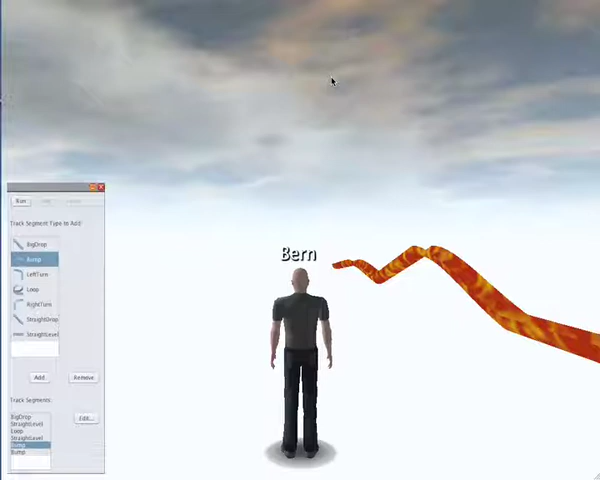 Bern
Run
Track Segment Type to Add:
BigDrop
Bump
LeftTurn
Loop
RightTurn
StraightDrop
StraightLevel
Add
Remove
Track Segments:
Edit...
BigDrop
StraightLevel
Loop
StraightLevel
Bump
Bump